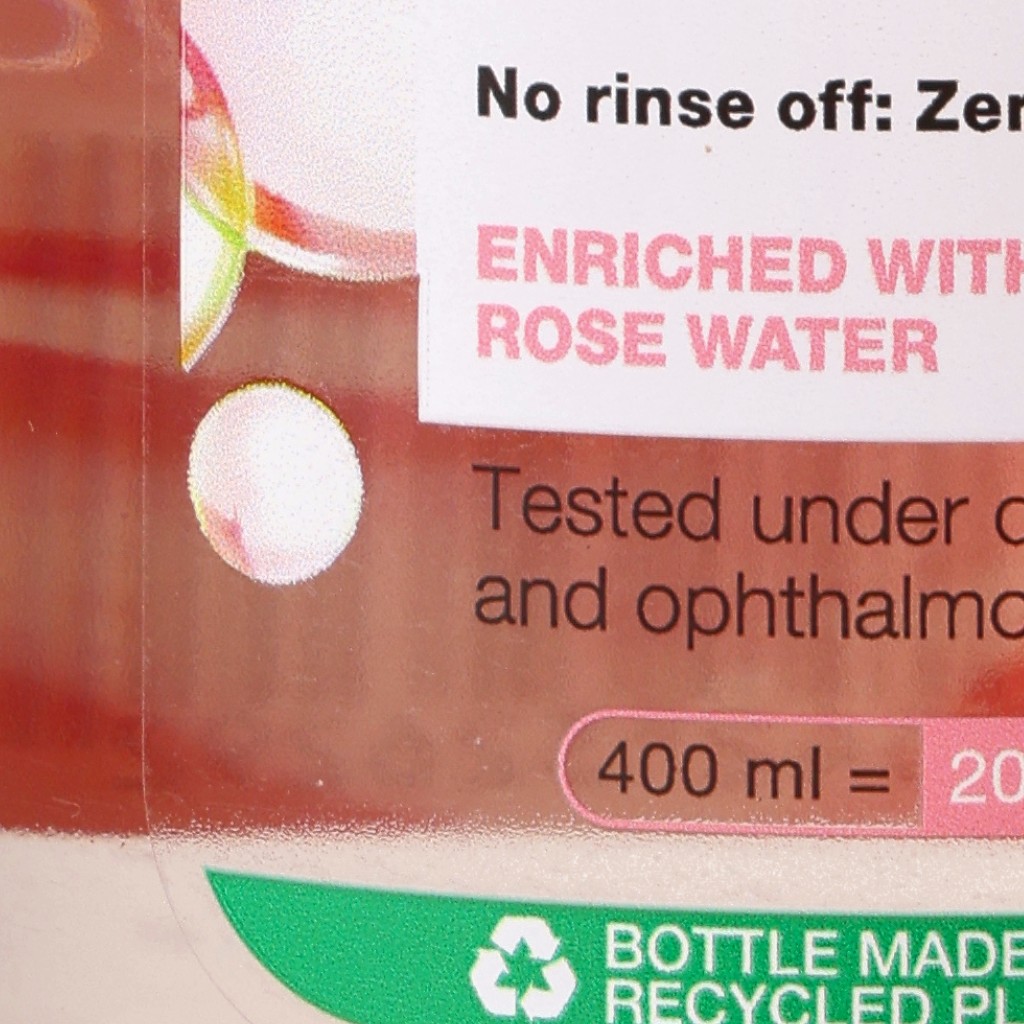 No rinse off: Zer
ENRICHED WITH
ROSE WATER
Tested under
and ophthalmo
400 ml = 20
BOTTLE MADE
RECYCLED PL